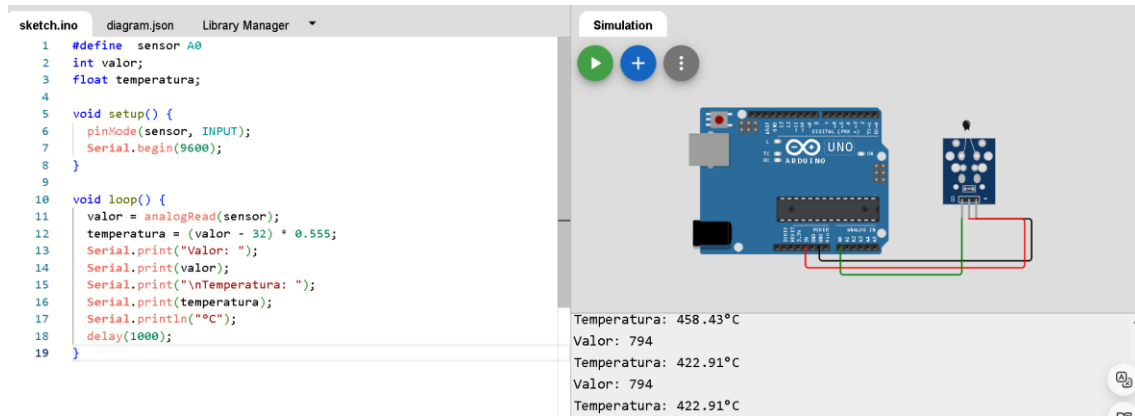 sketch.ino diagram.json Library Manager
1 #define  sensor A0
2 int valor;
3 float temperatura;
4
5 void setup() {
6   pinMode(sensor, INPUT);
7   Serial.begin(9600);
8 }
9
10 void loop() {
11   valor = analogRead(sensor);
12   temperatura = (valor - 32) * 0.555;
13   Serial.print("Valor: ");
14   Serial.print(valor);
15   Serial.print("\nTemperatura: ");
16   Serial.print(temperatura);
17   Serial.println("°C");
18   delay(1000);
19 }
Simulation
DIGITAL (PWM ~)
UNO
ARDUINO
TX
RX
L
ON
POWER
ANALOG IN
S
-
Temperatura: 458.43°C
Valor: 794
Temperatura: 422.91°C
Valor: 794
Temperatura: 422.91°C